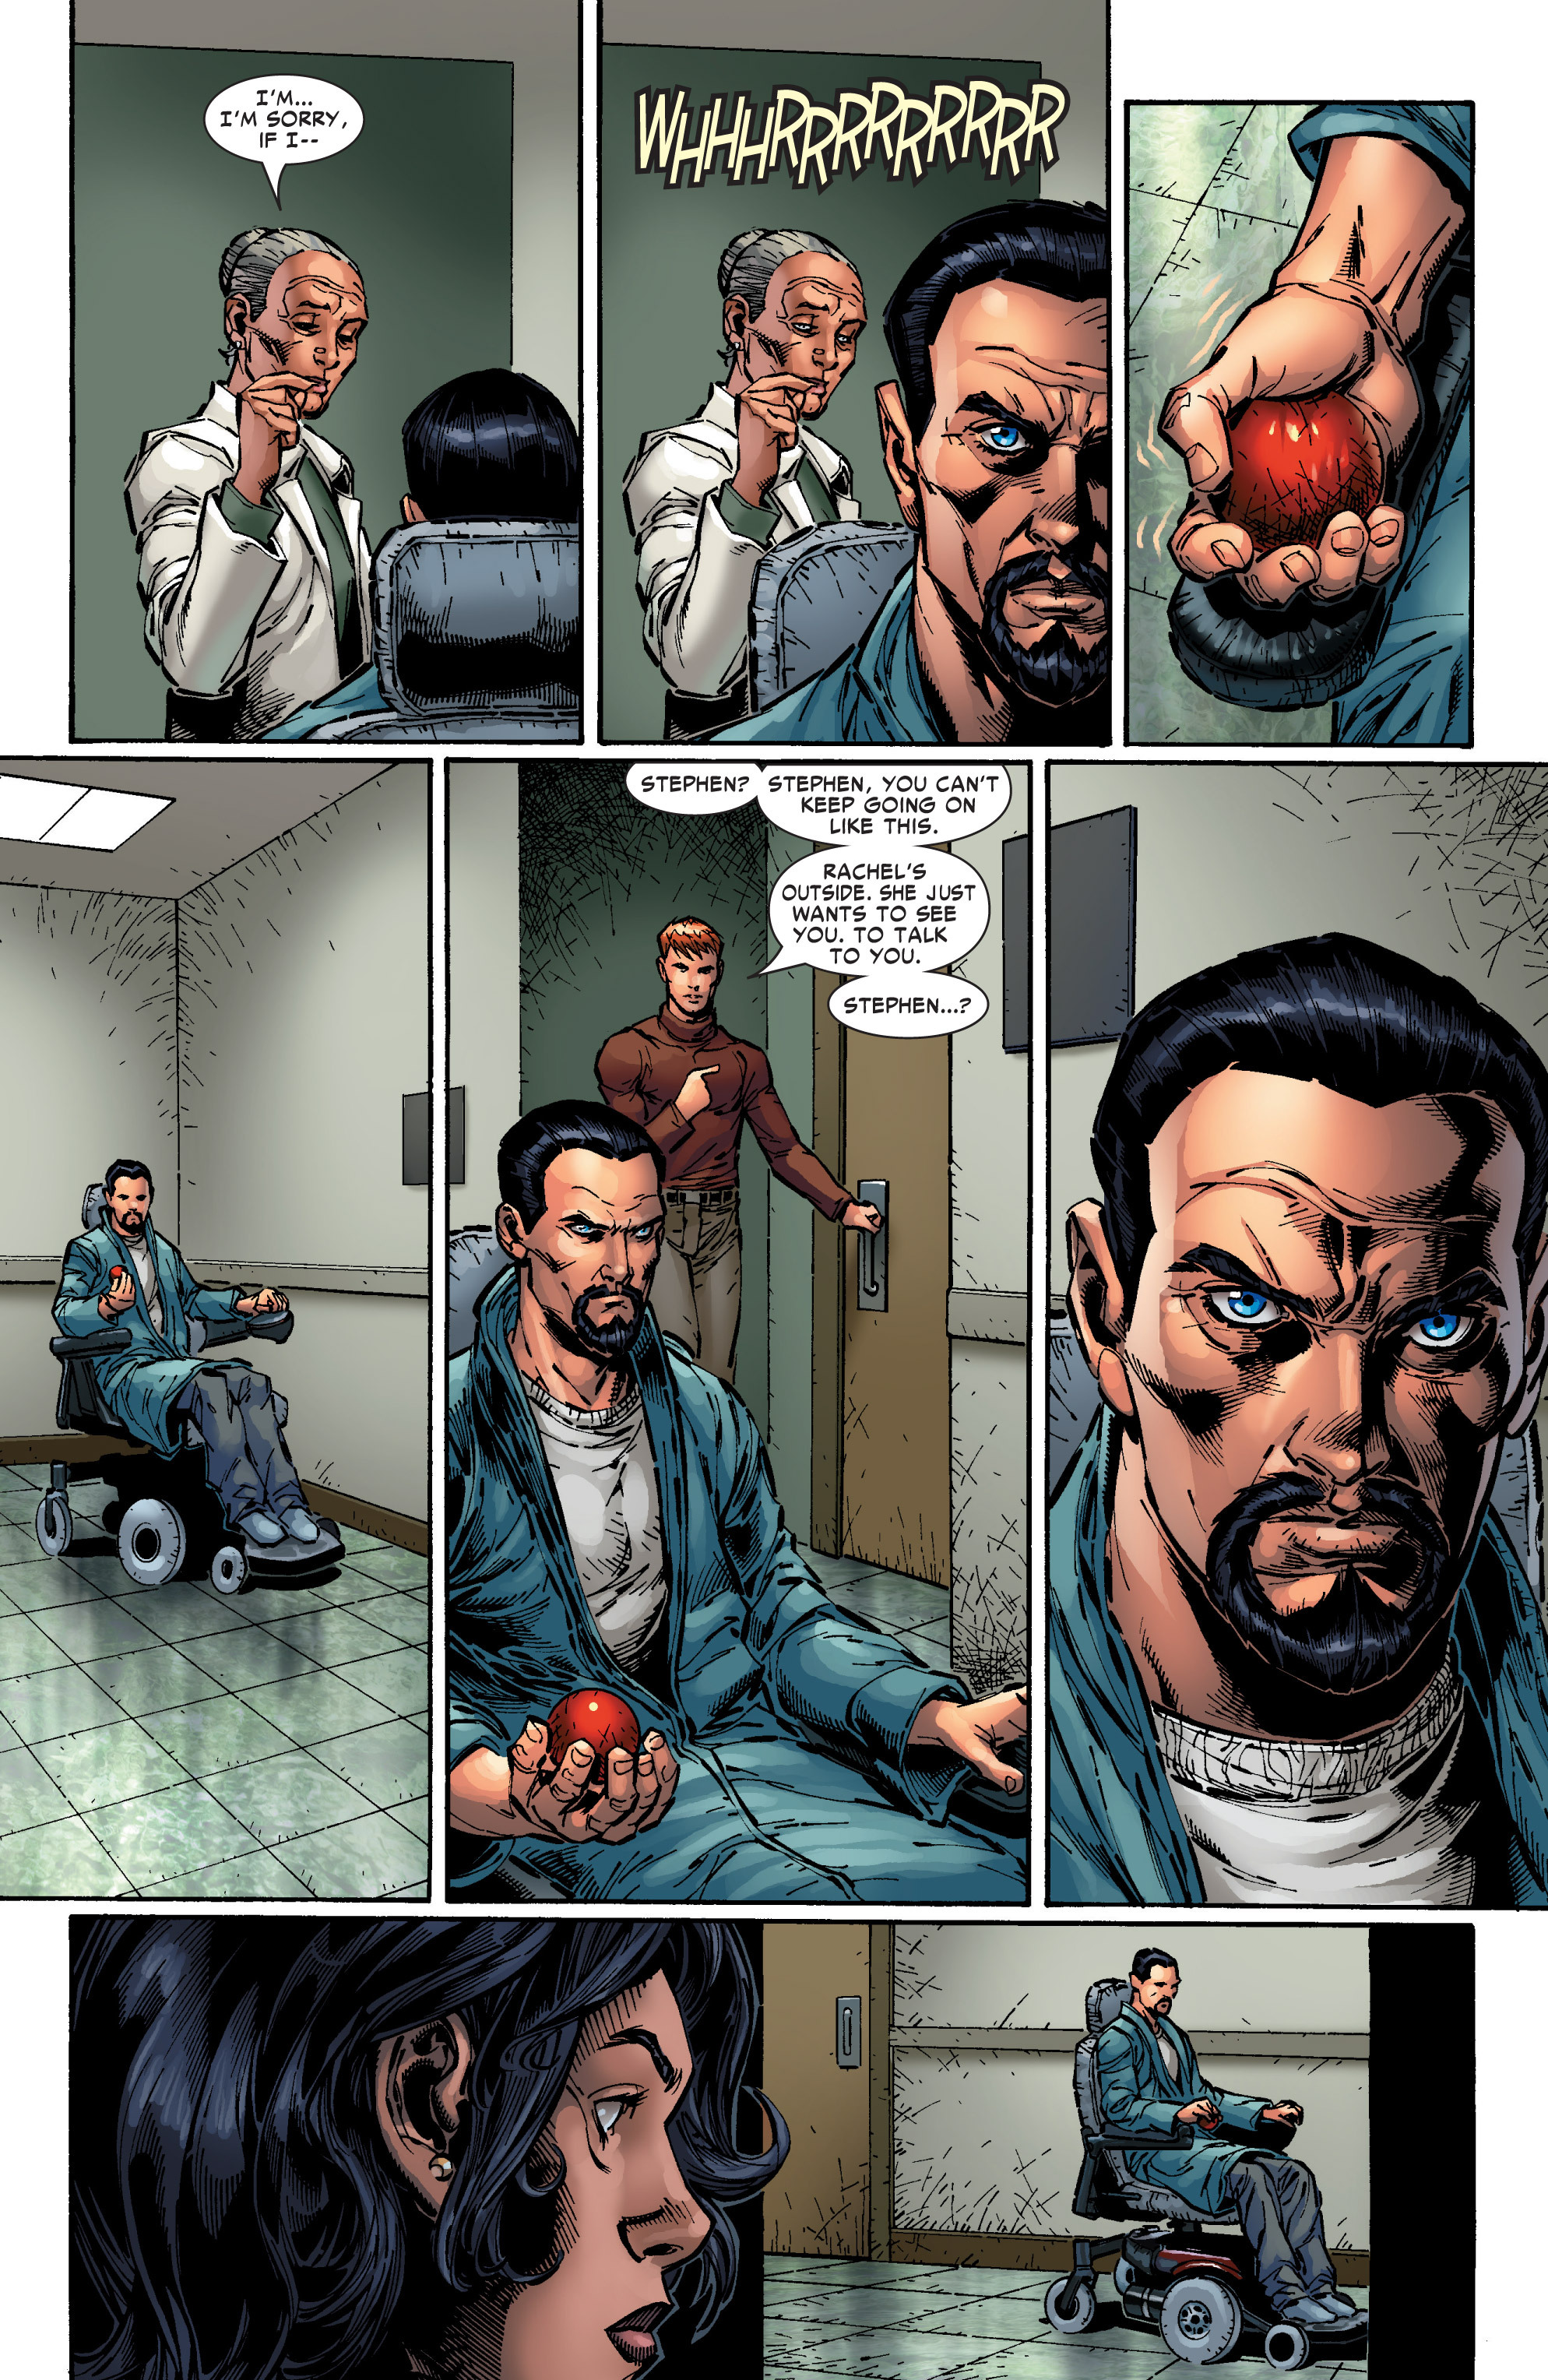 I'M...
I'M SORRY,
IF I--
WHHHRRRRRRRRR
STEPHEN?
STEPHEN, YOU CAN'T
KEEP GOING ON
LIKE THIS.
RACHEL'S
OUTSIDE. SHE JUST
WANTS TO SEE
YOU. TO TALK
TO YOU.
STEPHEN...?